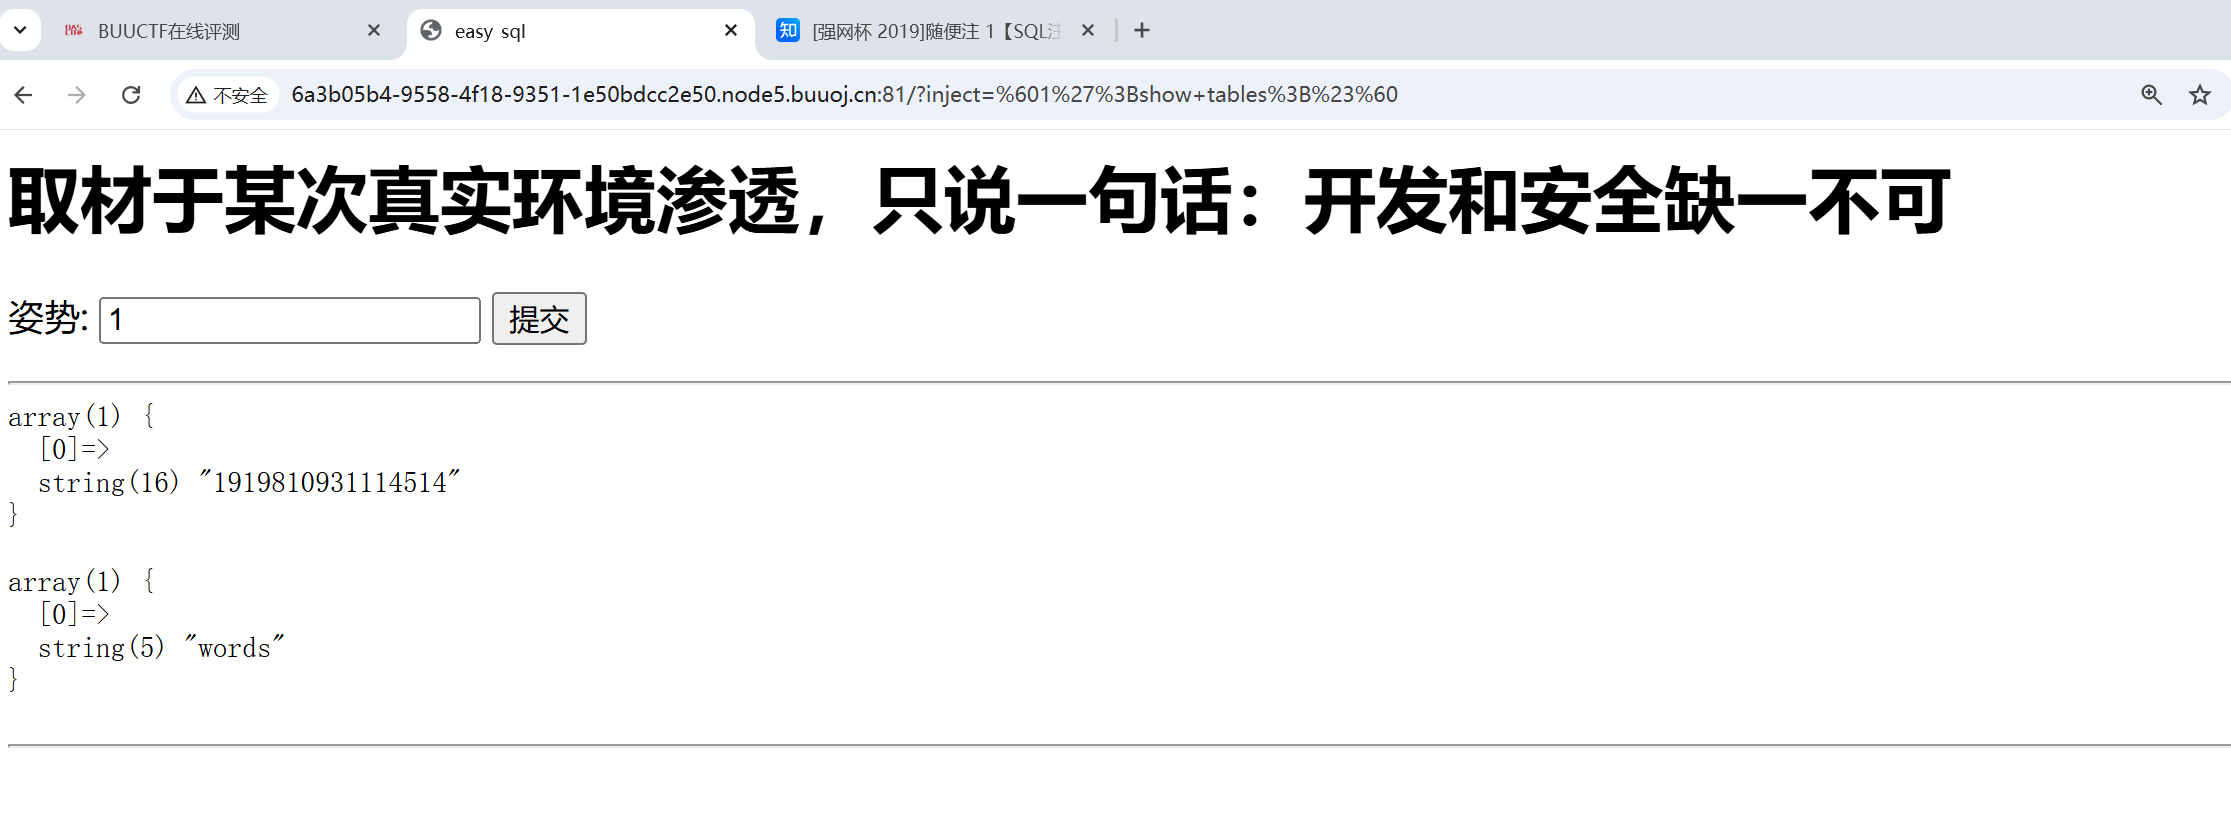 BUUCTF在线评测
easy sql
[强网杯 2019]随便注 1【SQL注
不安全 6a3b05b4-9558-4f18-9351-1e50bdcc2e50.node5.buuoj.cn:81/?inject=%601%27%3Bshow+tables%3B%23%60
取材于某次真实环境渗透，只说一句话：开发和安全缺一不可
姿势: 1 提交
array(1) {
  [0]=>
  string(16) "1919810931114514"
}
array(1) {
  [0]=>
  string(5) "words"
}